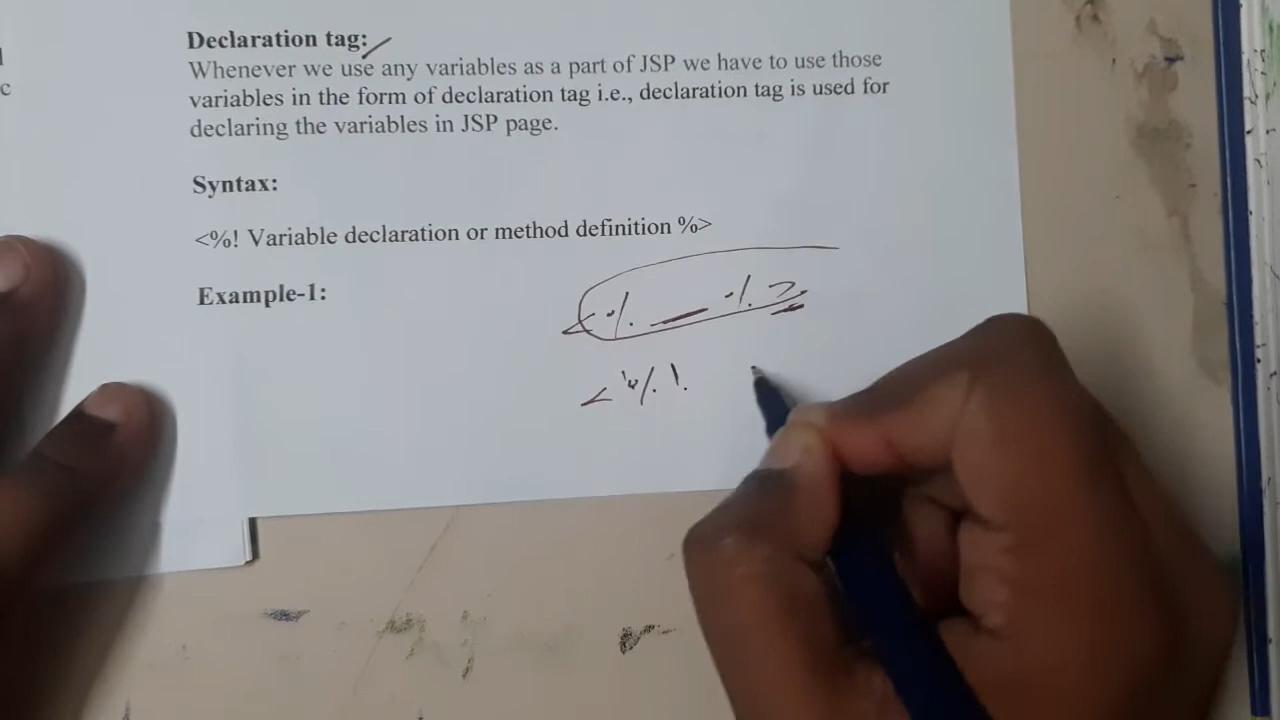 c
Declaration tag:
Whenever we use any variables as a part of JSP we have to use those
variables in the form of declaration tag i.e., declaration tag is used for
declaring the variables in JSP page.
Syntax:
<%! Variable declaration or method definition %>
Example-1:
<% — %>
<%!